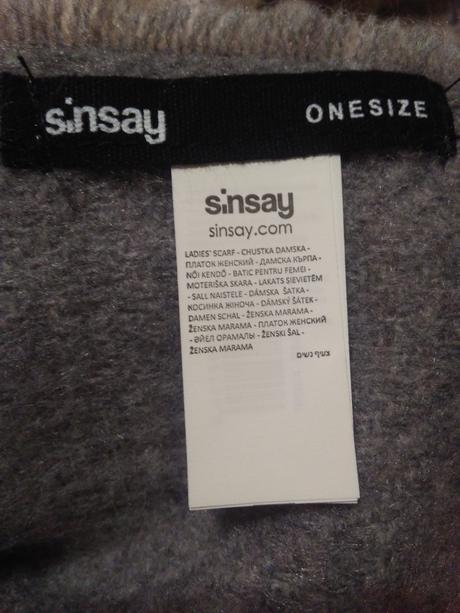 sinsay
ONESIZE
sinsay
sinsay.com
LADIES' SCARF - CHUSTKA DAMSKA -
ПЛАТОК ЖЕНСКИЙ - ДАМСКА КЪРПА -
NŐI KENDŐ - BATIC PENTRU FEMEI -
MOTERIŠKA SKARA - LAKATS SIEVIETĒM
- SALL NAISTELE - DÁMSKA ŠATKA -
КОСИНКА ЖІНОЧА - DÁMSKÝ ŠÁTEK -
DAMEN SCHAL - ŽENSKA MARAMA -
ŽENSKA MARAMA - ПЛАТОК ЖЕНСКИЙ
- ӘЙЕЛ ОРАМАЛЫ - ŽENSKI ŠAL -
ŽENSKA MARAMA
צעיף נשים